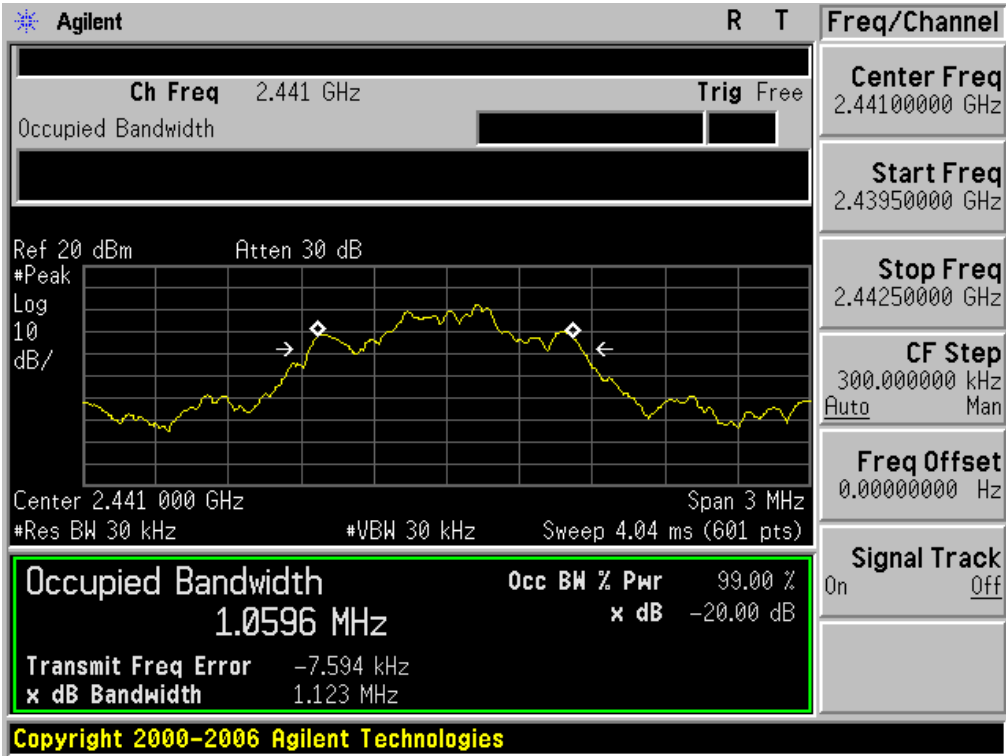 Agilent R T Freq/Channel
Ch Freq 2.441 GHz Trig Free
Occupied Bandwidth
Center Freq
2.44100000 GHz
Start Freq
2.43950000 GHz
Stop Freq
2.44250000 GHz
CF Step
300.000000 kHz
Auto Man
Freq Offset
0.00000000 Hz
Signal Track
On Off
Ref 20 dBm Atten 30 dB
#Peak
Log
10
dB/
Center 2.441 000 GHz Span 3 MHz
#Res BW 30 kHz #VBW 30 kHz Sweep 4.04 ms (601 pts)
Occupied Bandwidth Occ BW % Pwr 99.00 %
1.0596 MHz x dB -20.00 dB
Transmit Freq Error -7.594 kHz
x dB Bandwidth 1.123 MHz
Copyright 2000-2006 Agilent Technologies